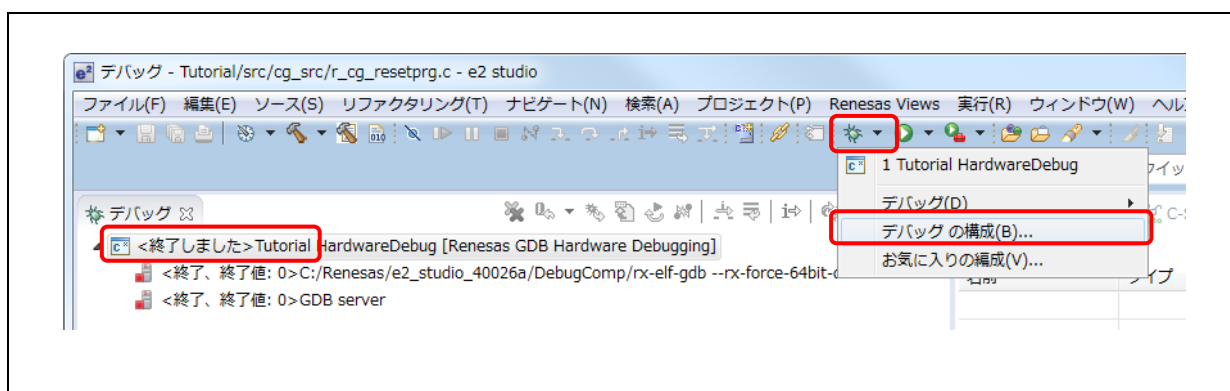 デバッグ - Tutorial/src/cg_src/r_cg_resetprg.c - e2 studio
ファイル(F) 編集(E) ソース(S) リファクタリング(T) ナビゲート(N) 検索(A) プロジェクト(P) Renesas Views 実行(R) ウィンドウ(W)
1 Tutorial HardwareDebug
デバッグ(D)
デバッグ の構成(B)...
お気に入りの編成(V)...
デバッグ
<終了しました>Tutorial HardwareDebug [Renesas GDB Hardware Debugging]
<終了、終了値: 0>C:/Renesas/e2_studio_40026a/DebugComp/rx-elf-gdb --rx-force-64bit-
<終了、終了値: 0>GDB server